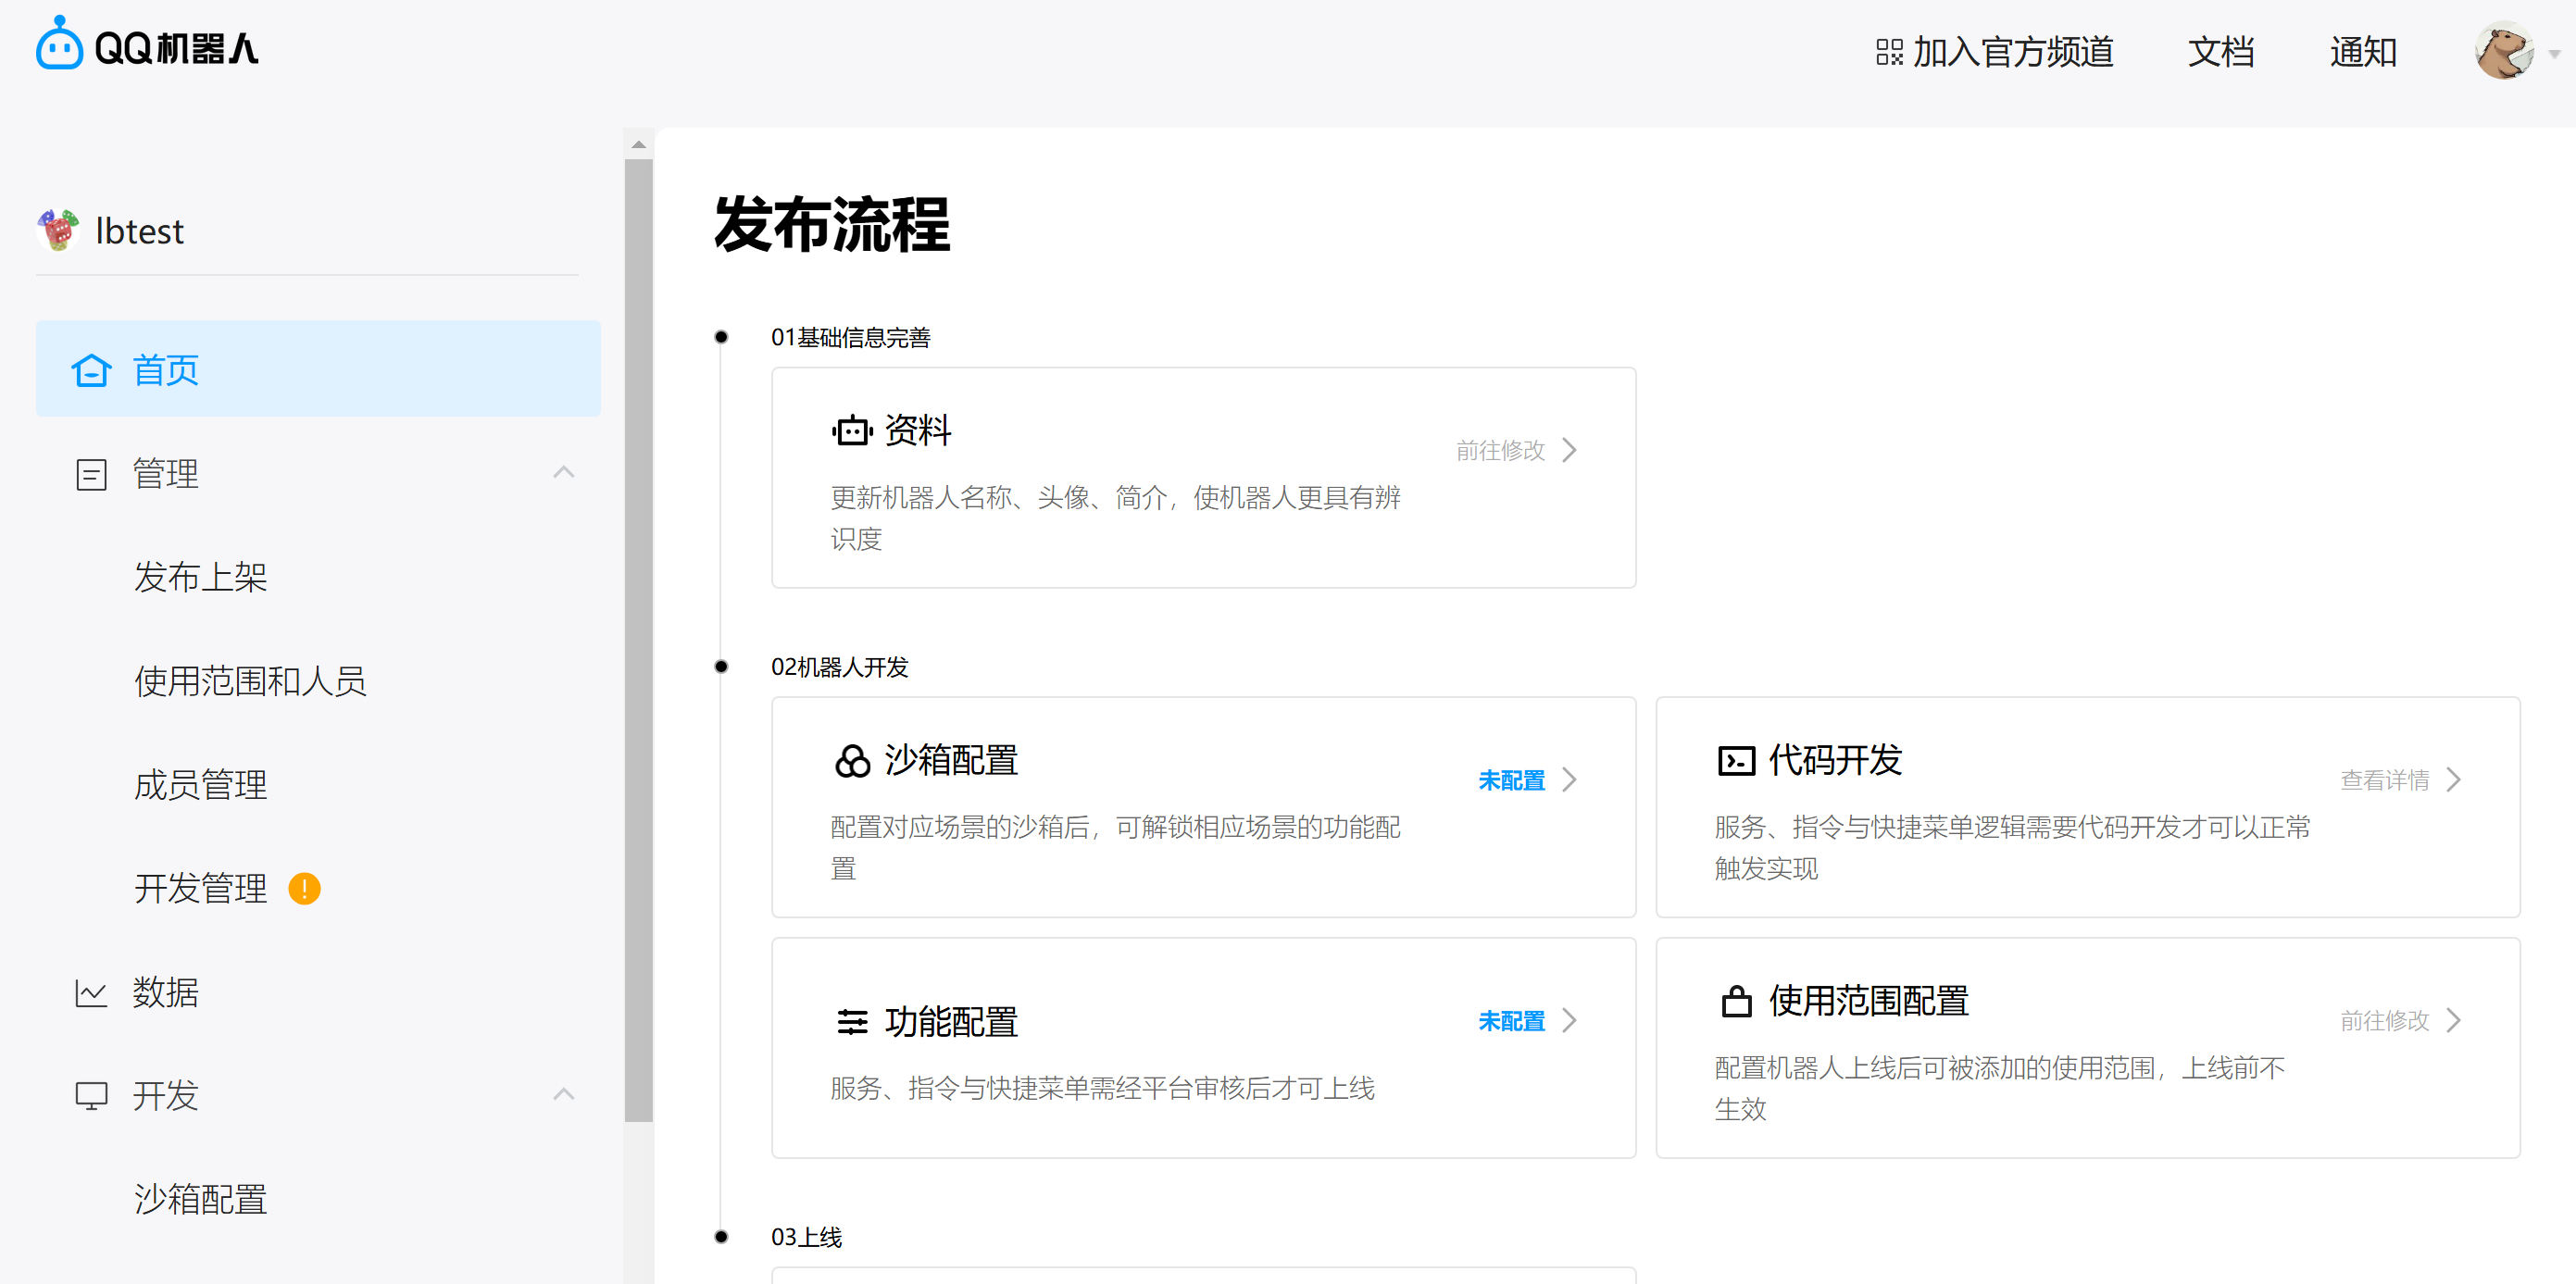 QQ机器人
加入官方频道
文档
通知
lbtest
首页
管理
发布上架
使用范围和人员
成员管理
开发管理
数据
开发
沙箱配置
发布流程
01基础信息完善
资料
前往修改
更新机器人名称、头像、简介，使机器人更具有辨
识度
02机器人开发
沙箱配置
未配置
配置对应场景的沙箱后，可解锁相应场景的功能配
置
代码开发
查看详情
服务、指令与快捷菜单逻辑需要代码开发才可以正常
触发实现
功能配置
未配置
服务、指令与快捷菜单需经平台审核后才可上线
使用范围配置
前往修改
配置机器人上线后可被添加的使用范围，上线前不
生效
03上线